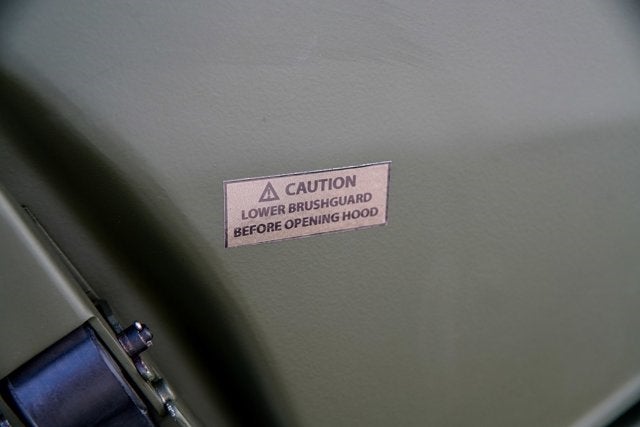 ⚠ CAUTION
LOWER BRUSHGUARD
BEFORE OPENING HOOD